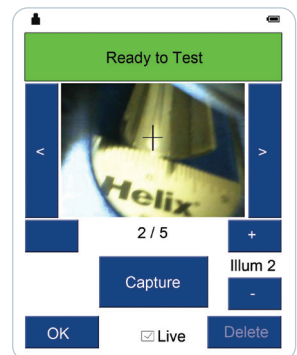 Ready to Test
<
>
Helix
2 / 5
+
Illum 2
Capture
-
OK
Live
Delete